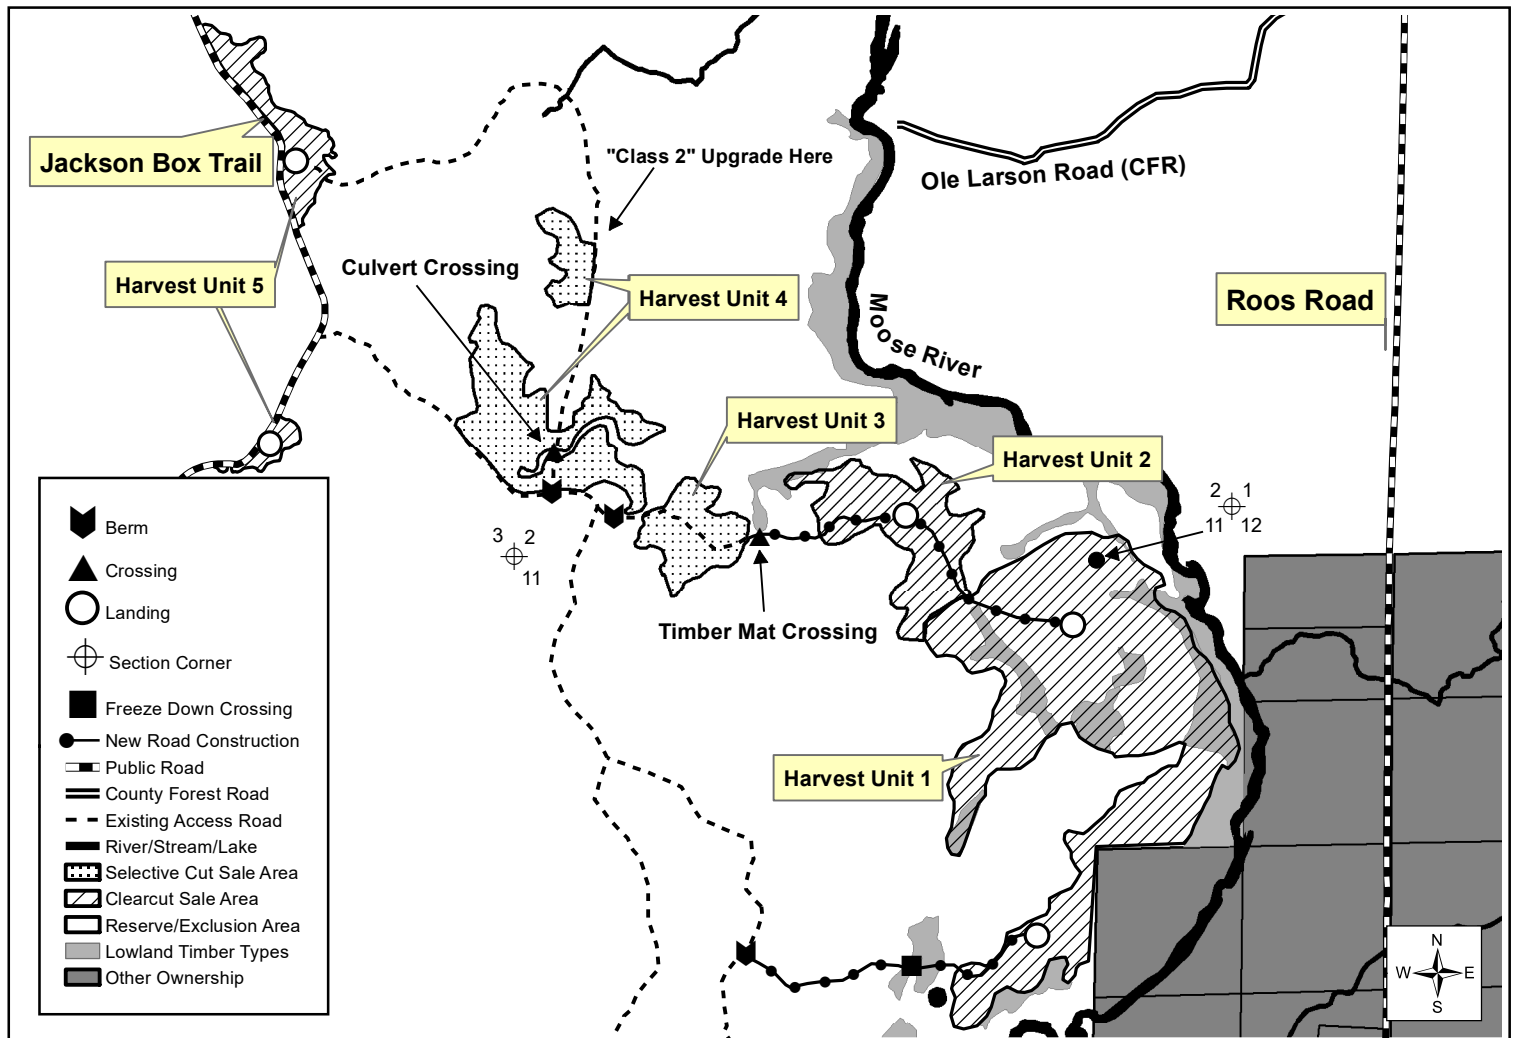 Jackson Box Trail
"Class 2" Upgrade Here
Ole Larson Road (CFR)
Culvert Crossing
Harvest Unit 5
Harvest Unit 4
Roos Road
Moose River
Harvest Unit 3
Harvest Unit 2
2 1
11 12
3 2
11
Timber Mat Crossing
Harvest Unit 1
Berm
Crossing
Landing
Section Corner
Freeze Down Crossing
New Road Construction
Public Road
County Forest Road
Existing Access Road
River/Stream/Lake
Selective Cut Sale Area
Clearcut Sale Area
Reserve/Exclusion Area
Lowland Timber Types
Other Ownership
N
W E
S